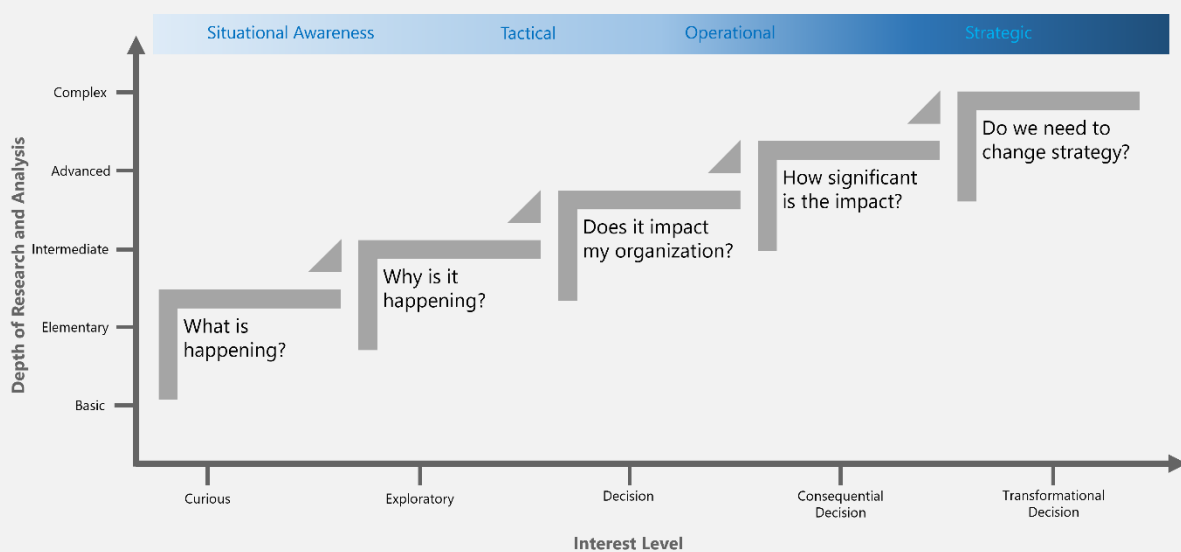 Situational Awareness
Tactical
Operational
Strategic
Depth of Research and Analysis
Complex
Advanced
Intermediate
Elementary
Basic
What is
happening?
Why is it
happening?
Does it impact
my organization?
How significant
is the impact?
Do we need to
change strategy?
Curious
Exploratory
Decision
Consequential
Decision
Transformational
Decision
Interest Level